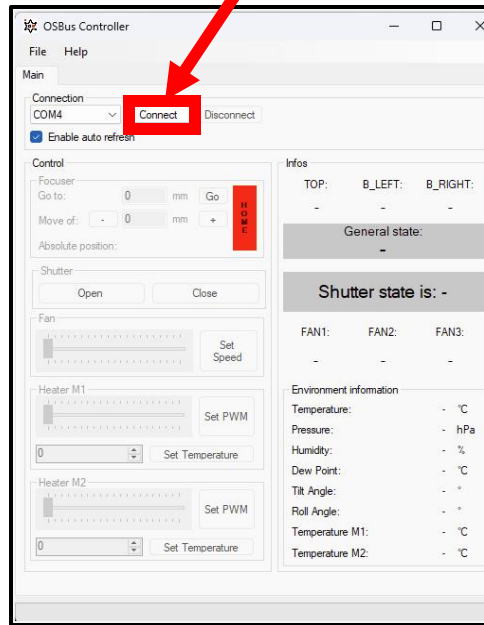 OSBus Controller
File Help
Main
Connection
COM4 Connect Disconnect
Enable auto refresh
Control
Focuser
Go to: 0 mm Go
Move of: - 0 mm +
HOME
Absolute position:
Shutter
Open Close
Fan
Set
Speed
Heater M1
Set PWM
0 Set Temperature
Heater M2
Set PWM
0 Set Temperature
Infos
TOP: B_LEFT: B_RIGHT:
- - -
General state:
-
Shutter state is: -
FAN1: FAN2: FAN3:
- - -
Environment information
Temperature: - °C
Pressure: - hPa
Humidity: - %
Dew Point: - °C
Tilt Angle: - °
Roll Angle: - °
Temperature M1: - °C
Temperature M2: - °C